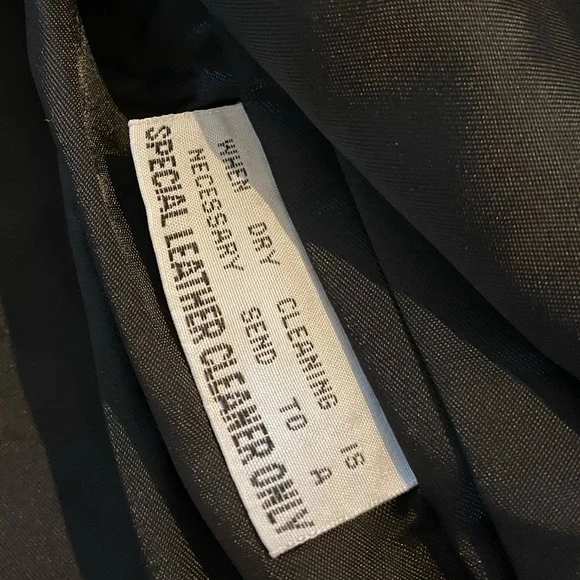 WHEN DRY CLEANING IS
NECESSARY SEND TO A
SPECIAL LEATHER CLEANER ONLY